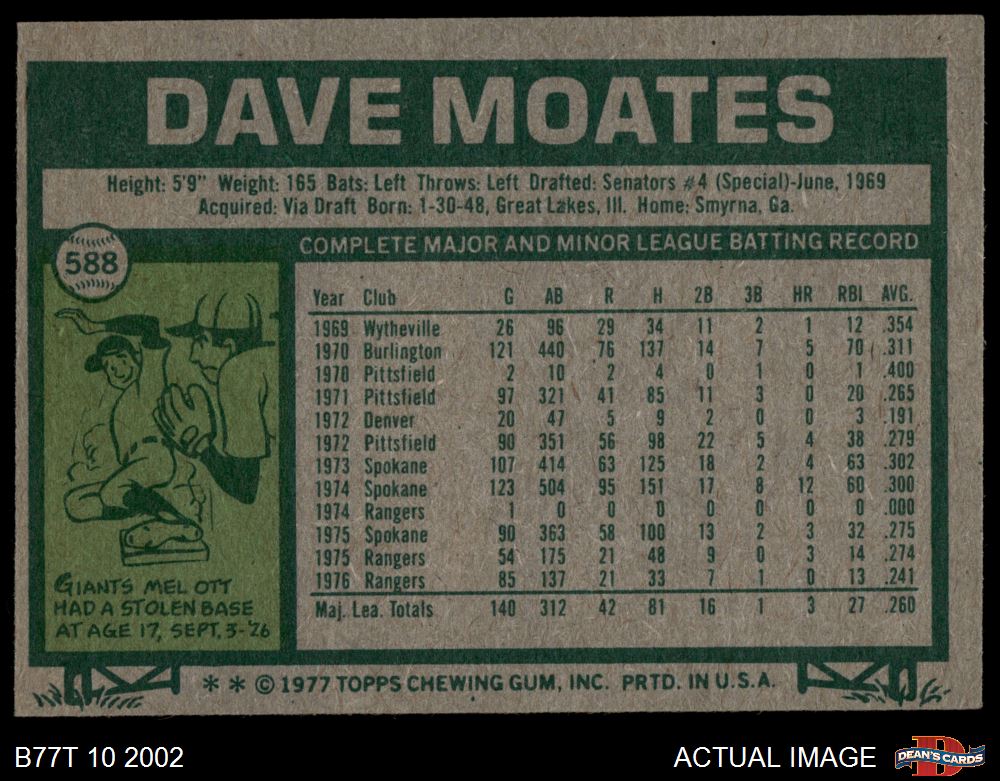 DAVE MOATES
Height: 5'9" Weight: 165 Bats: Left Throws: Left Drafted: Senators #4 (Special)-June, 1969
Acquired: Via Draft Born: 1-30-48, Great Lakes, Ill. Home: Smyrna, Ga.
588
COMPLETE MAJOR AND MINOR LEAGUE BATTING RECORD
Year Club G AB R H 2B 3B HR RBI AVG.
1969 Wytheville 26 96 29 34 11 2 1 12 .354
1970 Burlington 121 440 76 137 14 7 5 70 .311
1970 Pittsfield 2 10 2 4 0 1 0 1 .400
1971 Pittsfield 97 321 41 85 11 3 0 20 .265
1972 Denver 20 47 5 9 2 0 0 3 .191
1972 Pittsfield 90 351 56 98 22 5 4 38 .279
1973 Spokane 107 414 63 125 18 2 4 63 .302
1974 Spokane 123 504 95 151 17 8 12 60 .300
1974 Rangers 1 0 0 0 0 0 0 0 .000
1975 Spokane 90 363 58 100 13 2 3 32 .275
1975 Rangers 54 175 21 48 9 0 3 14 .274
1976 Rangers 85 137 21 33 7 1 0 13 .241
Maj. Lea. Totals 140 312 42 81 16 1 3 27 .260
GIANTS MEL OTT
HAD A STOLEN BASE
AT AGE 17, SEPT. 3-'26
* * © 1977 TOPPS CHEWING GUM, INC. PRTD. IN U.S.A.
B77T 10 2002
ACTUAL IMAGE
D
DEAN'S CARDS